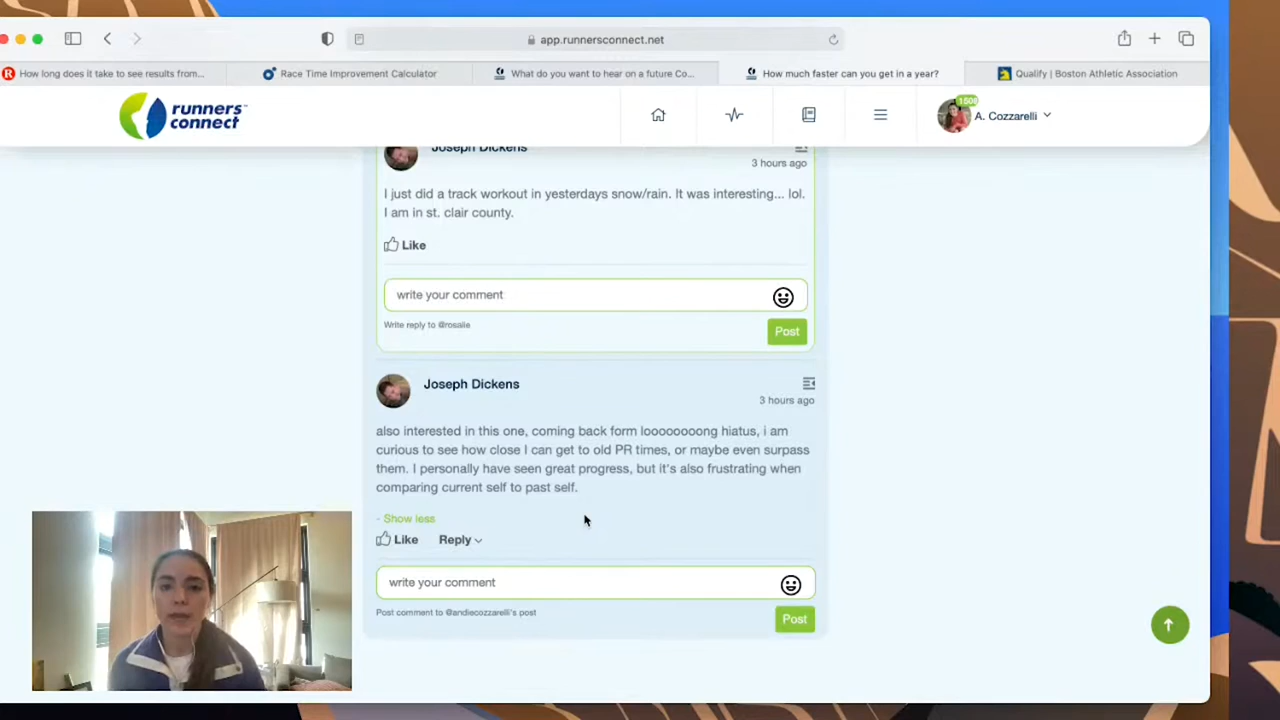 app.runnersconnect.net
How long does it take to see results from...
Race Time Improvement Calculator
What do you want to hear on a future Co...
How much faster can you get in a year?
Qualify | Boston Athletic Association
runners
connect
1508
A. Cozzarelli
Joseph Dickens
3 hours ago
I just did a track workout in yesterdays snow/rain. It was interesting... lol.
I am in st. clair county.
Like
write your comment
Write reply to @rosalie
Post
Joseph Dickens
3 hours ago
also interested in this one, coming back form loooooooong hiatus, i am
curious to see how close I can get to old PR times, or maybe even surpass
them. I personally have seen great progress, but it's also frustrating when
comparing current self to past self.
- Show less
Like Reply
write your comment
Post comment to @andiecozzarelli's post
Post